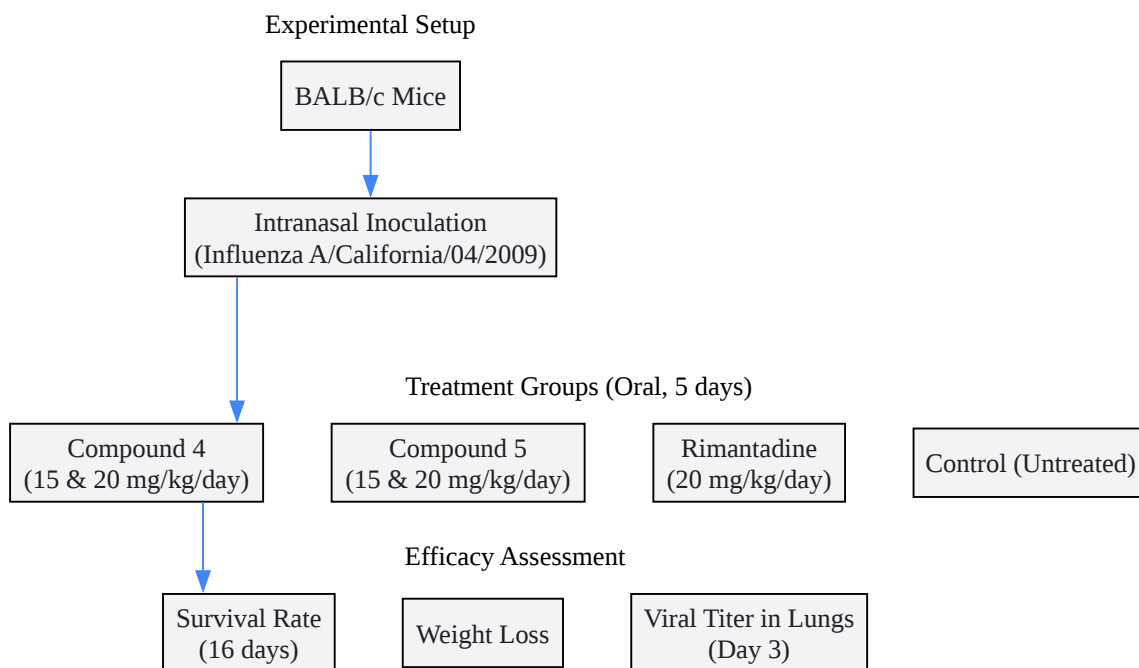 Experimental Setup
BALB/c Mice
Intranasal Inoculation
(Influenza A/California/04/2009)
Treatment Groups (Oral, 5 days)
Compound 4
(15 & 20 mg/kg/day)
Compound 5
(15 & 20 mg/kg/day)
Rimantadine
(20 mg/kg/day)
Control (Untreated)
Efficacy Assessment
Survival Rate
(16 days)
Weight Loss
Viral Titer in Lungs
(Day 3)